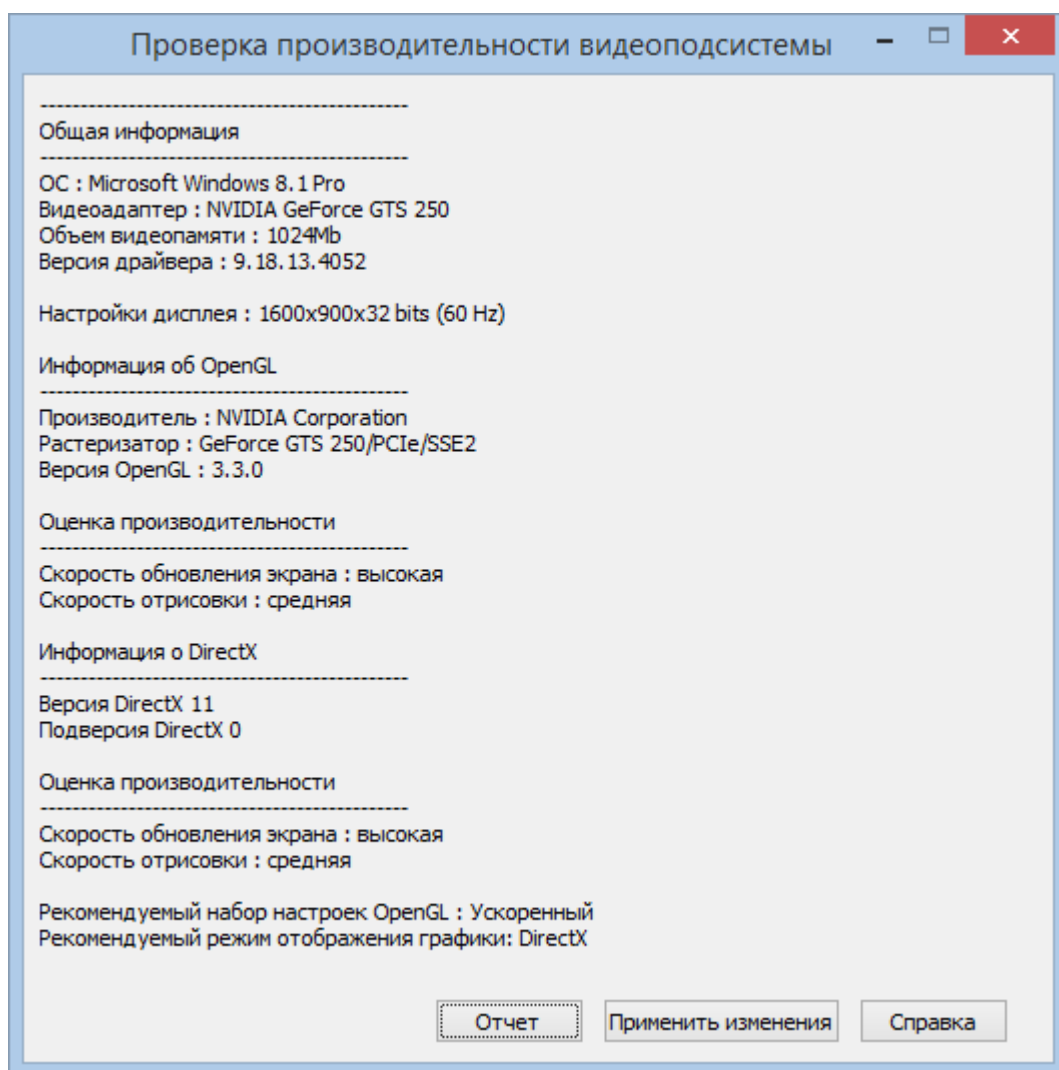 Проверка производительности видеоподсистемы
----------------------------------------------
Общая информация
----------------------------------------------
ОС : Microsoft Windows 8.1 Pro
Видеоадаптер : NVIDIA GeForce GTS 250
Объем видеопамяти : 1024Mb
Версия драйвера : 9.18.13.4052
Настройки дисплея : 1600x900x32 bits (60 Hz)
Информация об OpenGL
----------------------------------------------
Производитель : NVIDIA Corporation
Растеризатор : GeForce GTS 250/PCIe/SSE2
Версия OpenGL : 3.3.0
Оценка производительности
----------------------------------------------
Скорость обновления экрана : высокая
Скорость отрисовки : средняя
Информация о DirectX
----------------------------------------------
Версия DirectX 11
Подверсия DirectX 0
Оценка производительности
----------------------------------------------
Скорость обновления экрана : высокая
Скорость отрисовки : средняя
Рекомендуемый набор настроек OpenGL : Ускоренный
Рекомендуемый режим отображения графики: DirectX
Отчет Применить изменения Справка